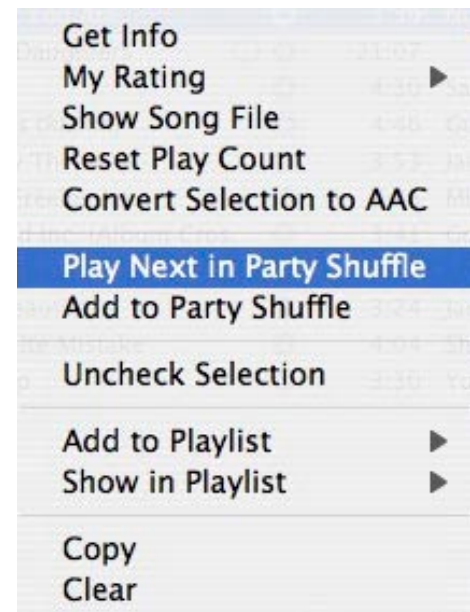 Get Info
My Rating
Show Song File
Reset Play Count
Convert Selection to AAC
Play Next in Party Shuffle
Add to Party Shuffle
Uncheck Selection
Add to Playlist
Show in Playlist
Copy
Clear